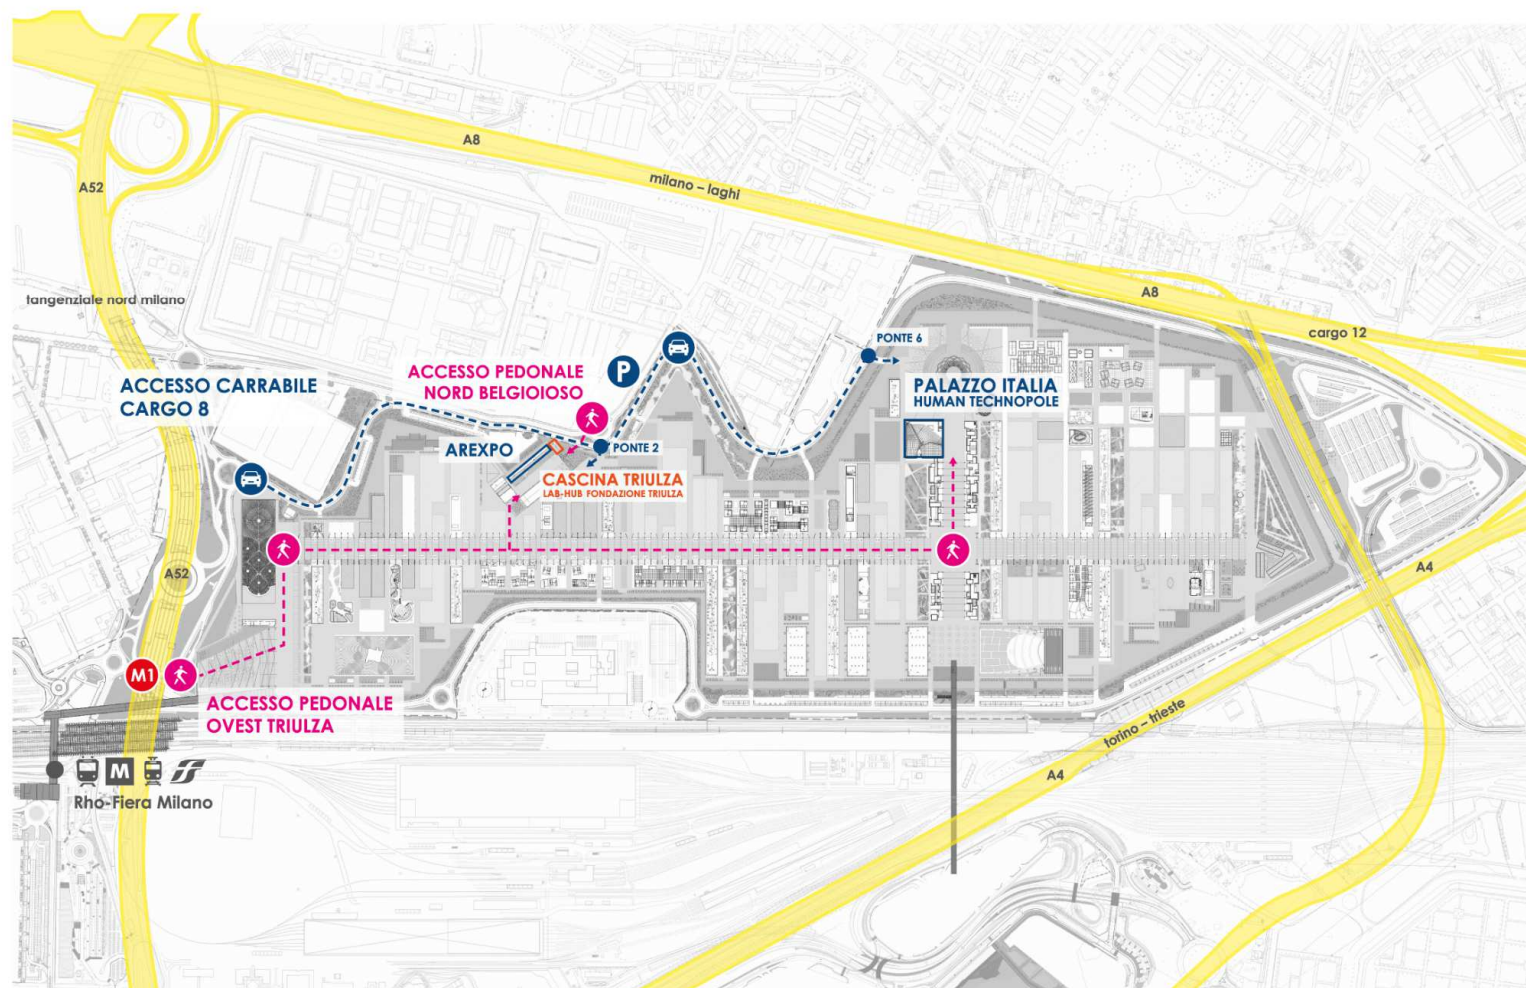 A8
A52
milano – laghi
tangenziale nord milano
A8
cargo 12
PONTE 6
ACCESSO PEDONALE
NORD BELGIOIOSO
P
ACCESSO CARRABILE
CARGO 8
PALAZZO ITALIA
HUMAN TECHNOPOLE
AREXPO
PONTE 2
CASCINA TRIULZA
LAB-HUB FONDAZIONE TRIULZA
A52
A4
M1
ACCESSO PEDONALE
OVEST TRIULZA
torino – trieste
A4
M
Rho-Fiera Milano